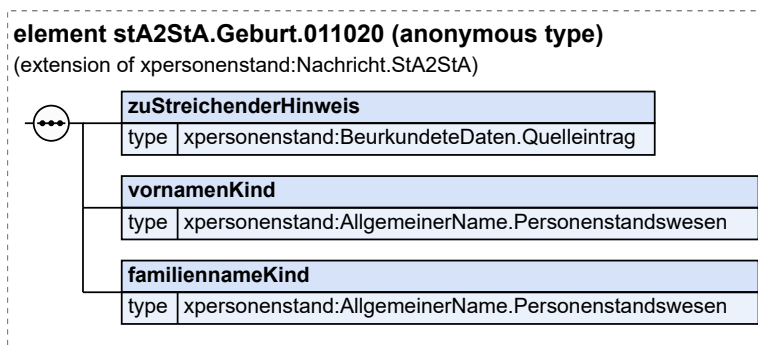 element stA2StA.Geburt.011020 (anonymous type)
(extension of xpersonenstand:Nachricht.StA2StA)
zuStreichenderHinweis
type xpersonenstand:BeurkundeteDaten.Quelleintrag
vornamenKind
type xpersonenstand:AllgemeinerName.Personenstandswesen
familiennameKind
type xpersonenstand:AllgemeinerName.Personenstandswesen